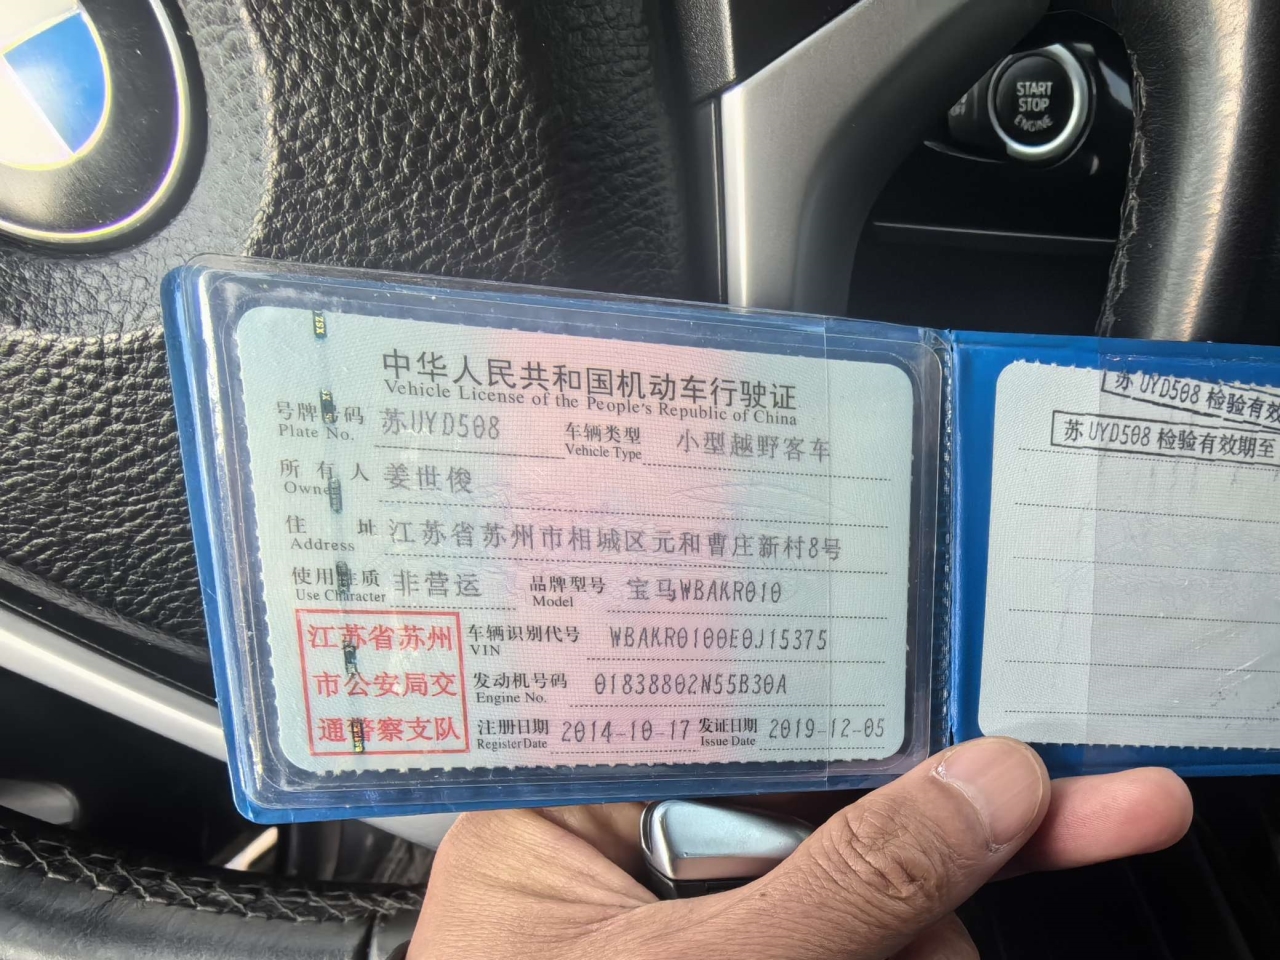 START
STOP
ENGINE
OFF
中华人民共和国机动车行驶证
Vehicle License of the People's Republic of China
号牌号码 苏UYD508 车辆类型 小型越野客车
Plate No. Vehicle Type
所有人 姜世俊
Owner
住址 江苏省苏州市相城区元和曹庄新村8号
Address
使用性质 非营运 品牌型号 宝马WBAKR010
Use Character Model
江苏省苏州
市公安局交
通警察支队
车辆识别代号 WBAKR0100E0J15375
VIN
发动机号码 01838802N55B30A
Engine No.
注册日期 2014-10-17 发证日期 2019-12-05
Register Date Issue Date
苏UYD508 检验有效
苏UYD508 检验有效期至